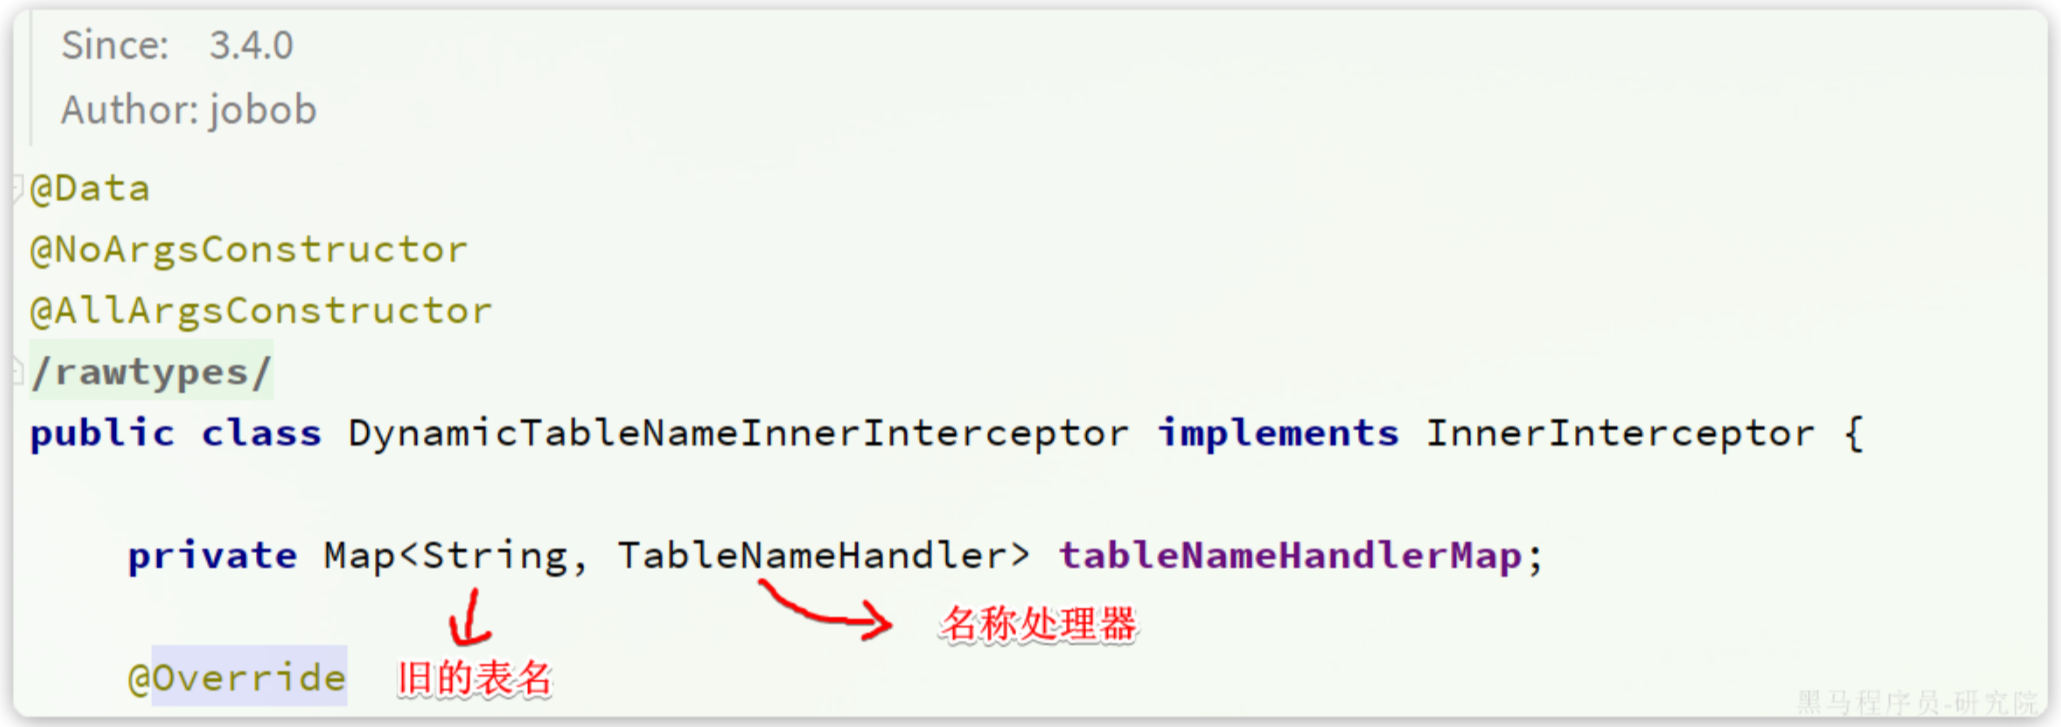 Since: 3.4.0
Author: jobob
@Data
@NoArgsConstructor
@AllArgsConstructor
/rawtypes/
public class DynamicTableNameInnerInterceptor implements InnerInterceptor {
private Map<String, TableNameHandler> tableNameHandlerMap;
名称处理器
@Override 旧的表名
黑马程序员-研究院